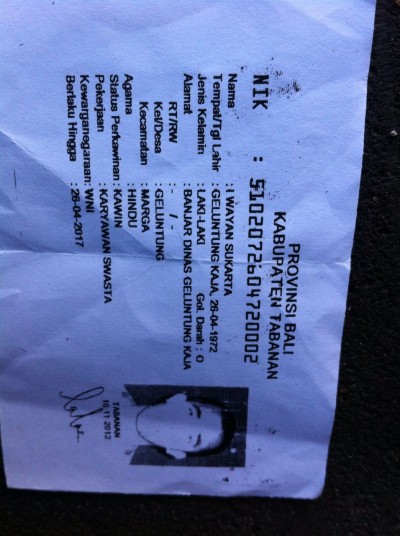 PROVINSI BALI
KABUPATEN TABANAN
NIK : 5102072604720002
Nama : I WAYAN SUKARTA
Tempat/Tgl Lahir : GELUNTUNG KAJA, 26-04-1972
Jenis Kelamin : LAKI-LAKI Gol. Darah : O
Alamat : BANJAR DINAS GELUNTUNG KAJA
RT/RW : - / -
Kel/Desa : GELUNTUNG
Kecamatan : MARGA
Agama : HINDU
Status Perkawinan : KAWIN
Pekerjaan : KARYAWAN SWASTA
Kewarganegaraan: WNI
Berlaku Hingga : 26-04-2017
TABANAN
16-11-2012